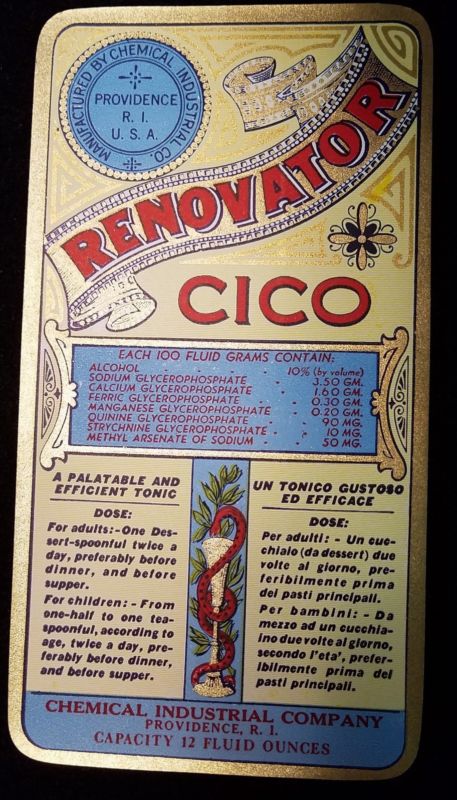 MANUFACTURED BY CHEMICAL INDUSTRIAL CO.
PROVIDENCE
R. I.
U. S. A.
RENOVATOR
CICO
EACH 100 FLUID GRAMS CONTAIN:
ALCOHOL - - - 10% (by volume)
SODIUM GLYCEROPHOSPHATE - - 3.50 GM.
CALCIUM GLYCEROPHOSPHATE - - 1.60 GM.
FERRIC GLYCEROPHOSPHATE - - 0.30 GM.
MANGANESE GLYCEROPHOSPHATE - 0.20 GM.
QUININE GLYCEROPHOSPHATE - - 90 MG.
STRYCHNINE GLYCEROPHOSPHATE - - 10 MG.
METHYL ARSENATE OF SODIUM - - 50 MG.
A PALATABLE AND
EFFICIENT TONIC
DOSE:
For adults: - One Des-
sert-spoonful twice a
day, preferably before
dinner, and before
supper.
For children: - From
one-half to one tea-
spoonful, according to
age, twice a day, pre-
ferably before dinner,
and before supper.
UN TONICO GUSTOSO
ED EFFICACE
DOSE:
Per adulti: - Un cuc-
chiaio (da dessert) due
volte al giorno, pre-
feribilmente prima
dei pasti principali.
Per bambini: - Da
mezzo ad un cucchia-
ino due volte al giorno,
secondo l'eta', prefer-
ibilmente prima dei
pasti principali.
CHEMICAL INDUSTRIAL COMPANY
PROVIDENCE, R. I.
CAPACITY 12 FLUID OUNCES